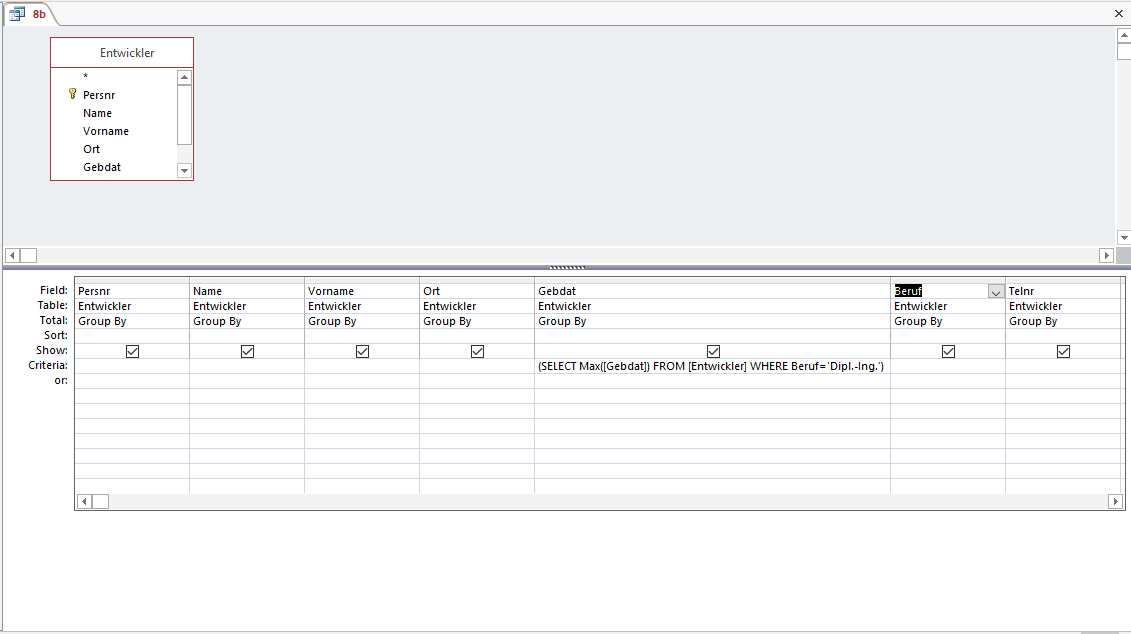 8b
Entwickler
*
Persnr
Name
Vorname
Ort
Gebdat
Field: Persnr Name Vorname Ort Gebdat Beruf Telnr
Table: Entwickler Entwickler Entwickler Entwickler Entwickler Entwickler Entwickler
Total: Group By Group By Group By Group By Group By Group By Group By
Sort:
Show:
Criteria: (SELECT Max([Gebdat]) FROM [Entwickler] WHERE Beruf='Dipl.-Ing.')
or: